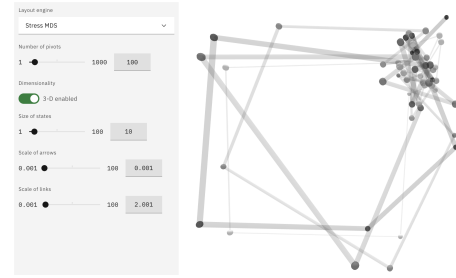 Layout engine
Stress MDS
Number of pivots
1 1000 100
Dimensionality
3-D enabled
Size of states
1 100 10
Scale of arrows
0.001 100 0.001
Scale of links
0.001 100 2.001